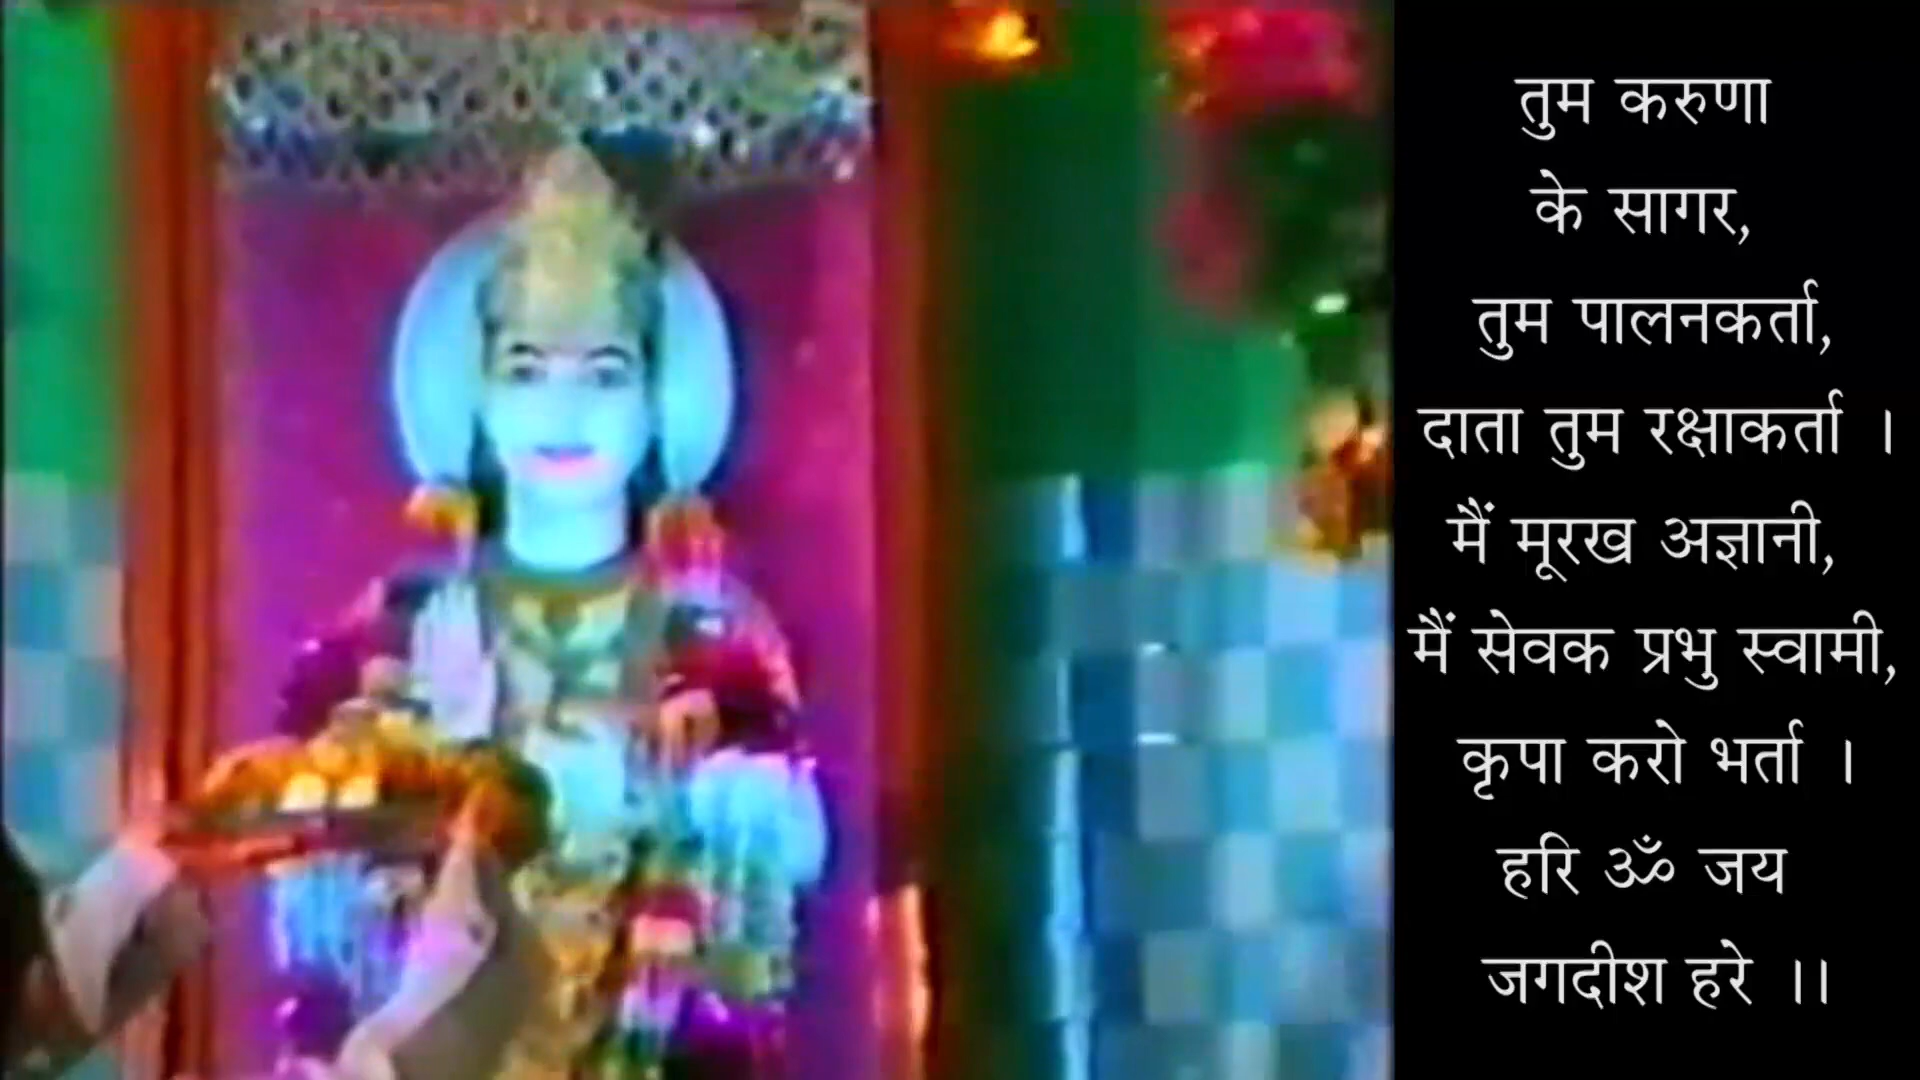 तुम करुणा
के सागर,
तुम पालनकर्ता,
दाता तुम रक्षाकर्ता ।
मैं मूरख अज्ञानी,
मैं सेवक प्रभु स्वामी,
कृपा करो भर्ता ।
हरि ॐ जय
जगदीश हरे ।।